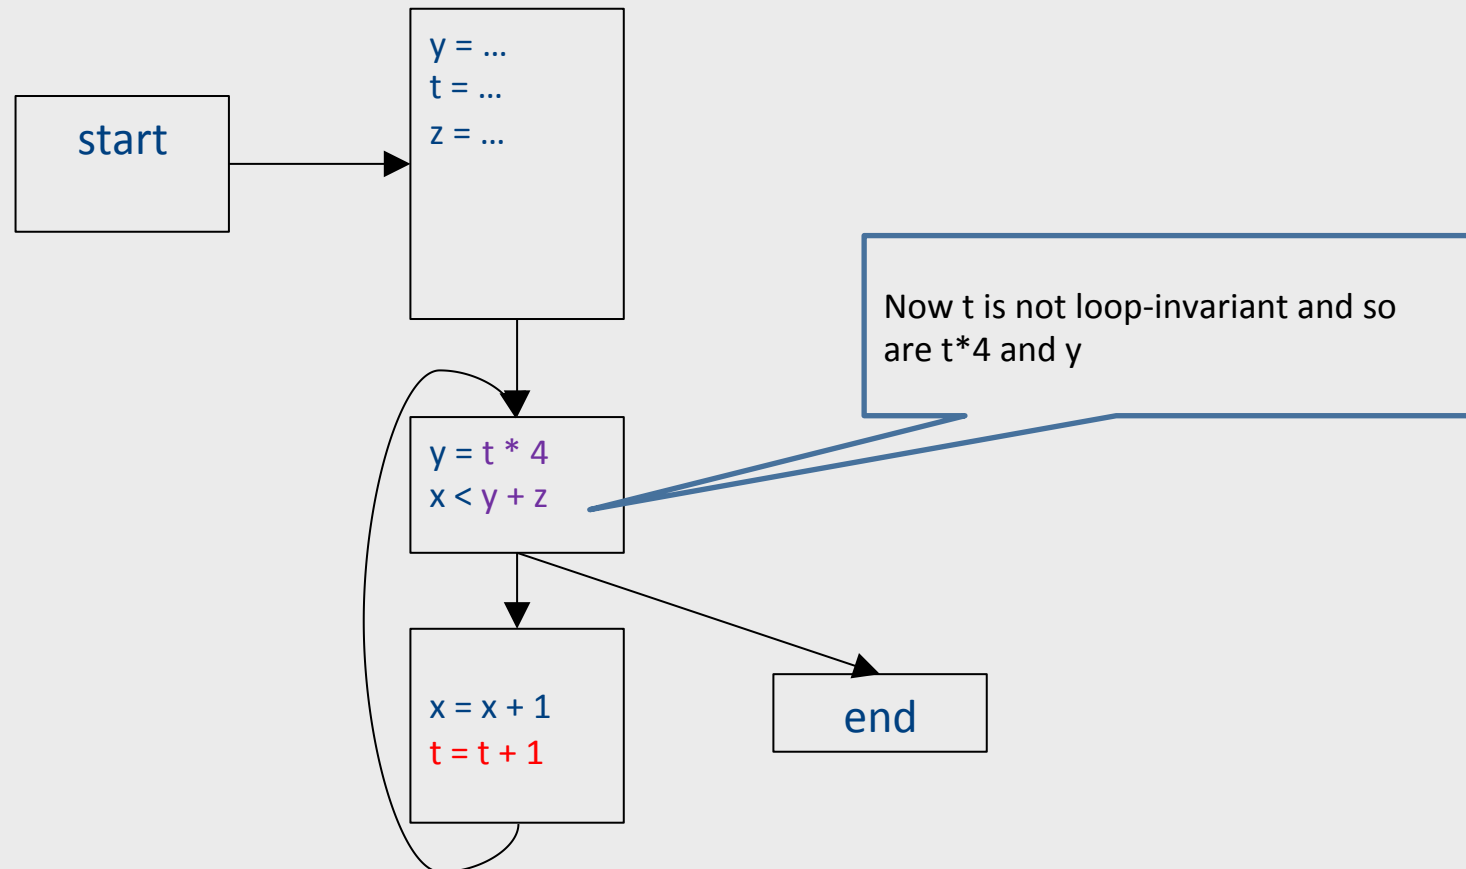 start
y = ...
t = ...
z = ...
Now t is not loop-invariant and so
are t*4 and y
y = t * 4
x < y + z
x = x + 1
t = t + 1
end